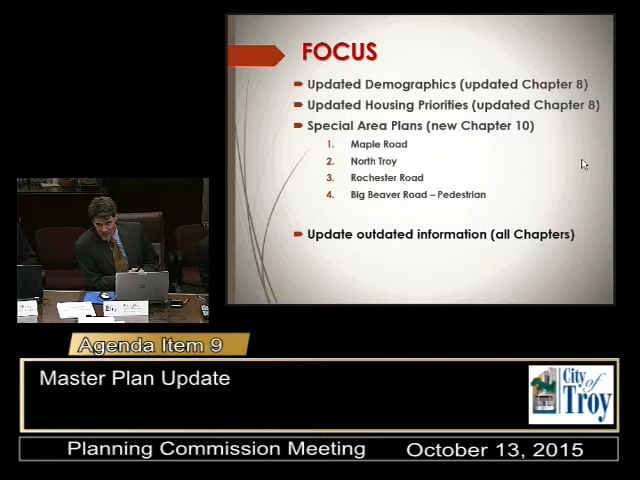 FOCUS
Updated Demographics (updated Chapter 8)
Updated Housing Priorities (updated Chapter 8)
Special Area Plans (new Chapter 10)
1. Maple Road
2. North Troy
3. Rochester Road
4. Big Beaver Road – Pedestrian
Update outdated information (all Chapters)
Agenda Item 9
Master Plan Update
City
of
Troy
Planning Commission Meeting October 13, 2015